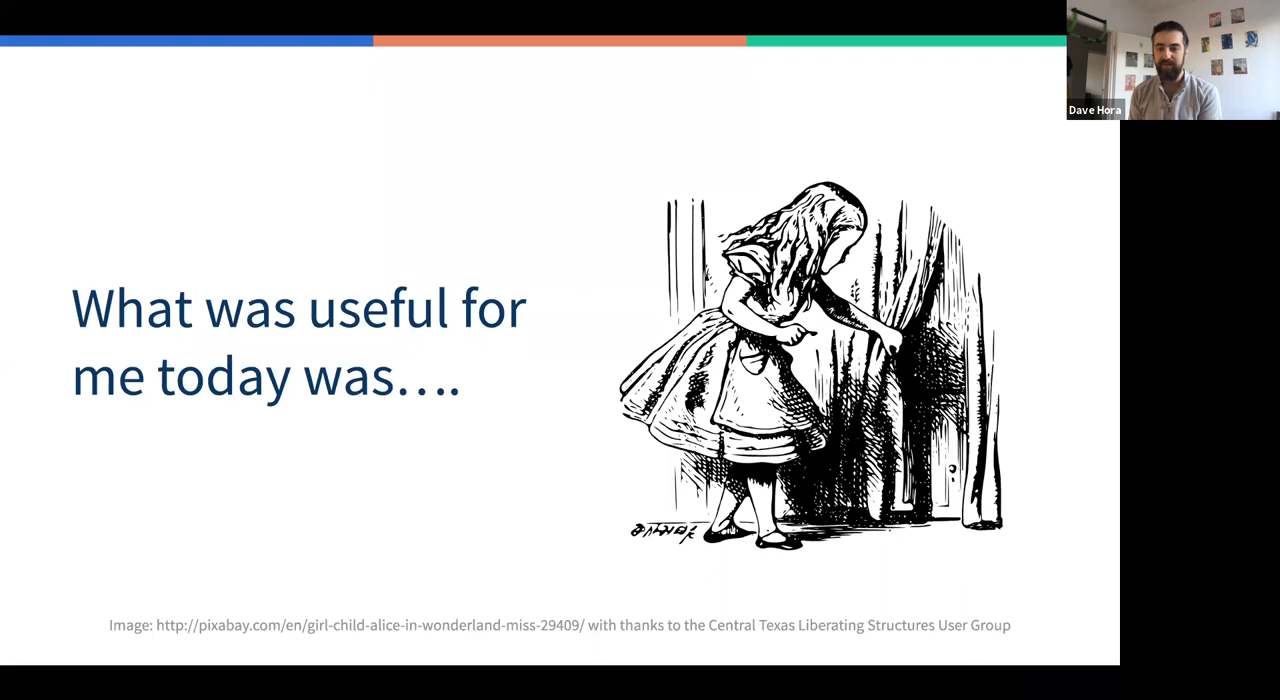 Dave Hora
What was useful for
me today was….
Image: http://pixabay.com/en/girl-child-alice-in-wonderland-miss-29409/ with thanks to the Central Texas Liberating Structures User Group